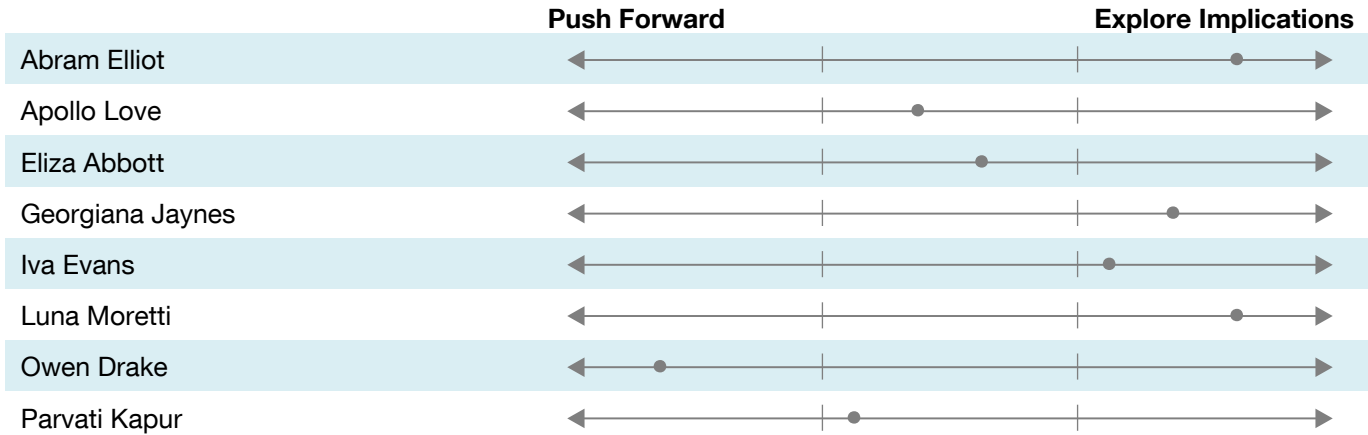 Push Forward Explore Implications
Abram Elliot
Apollo Love
Eliza Abbott
Georgiana Jaynes
Iva Evans
Luna Moretti
Owen Drake
Parvati Kapur